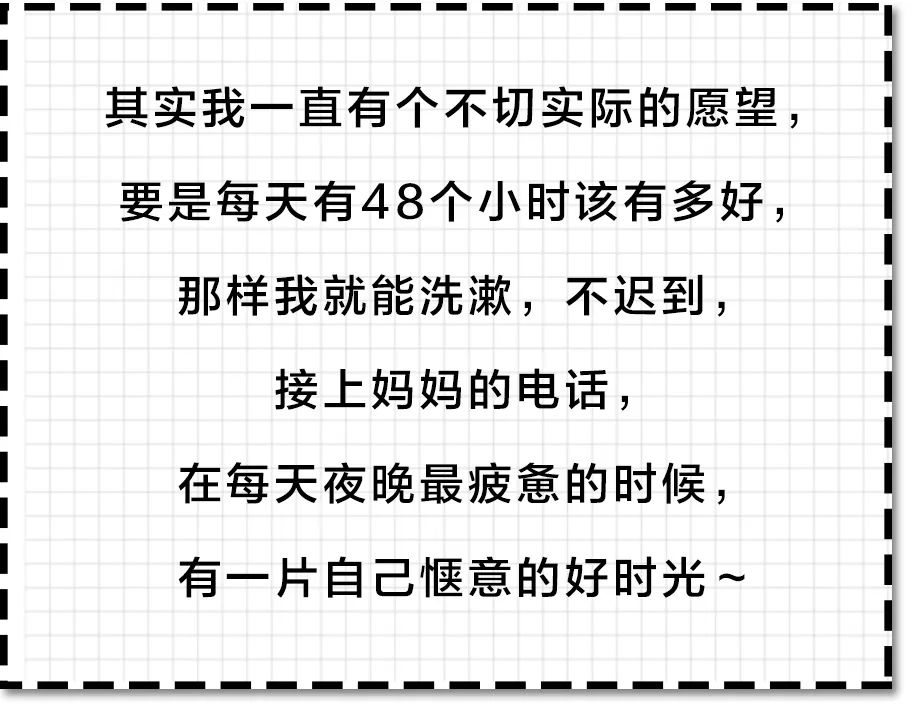 其实我一直有个不切实际的愿望，
要是每天有48个小时该有多好，
那样我就能洗漱，不迟到，
接上妈妈的电话，
在每天夜晚最疲惫的时候，
有一片自己惬意的好时光~